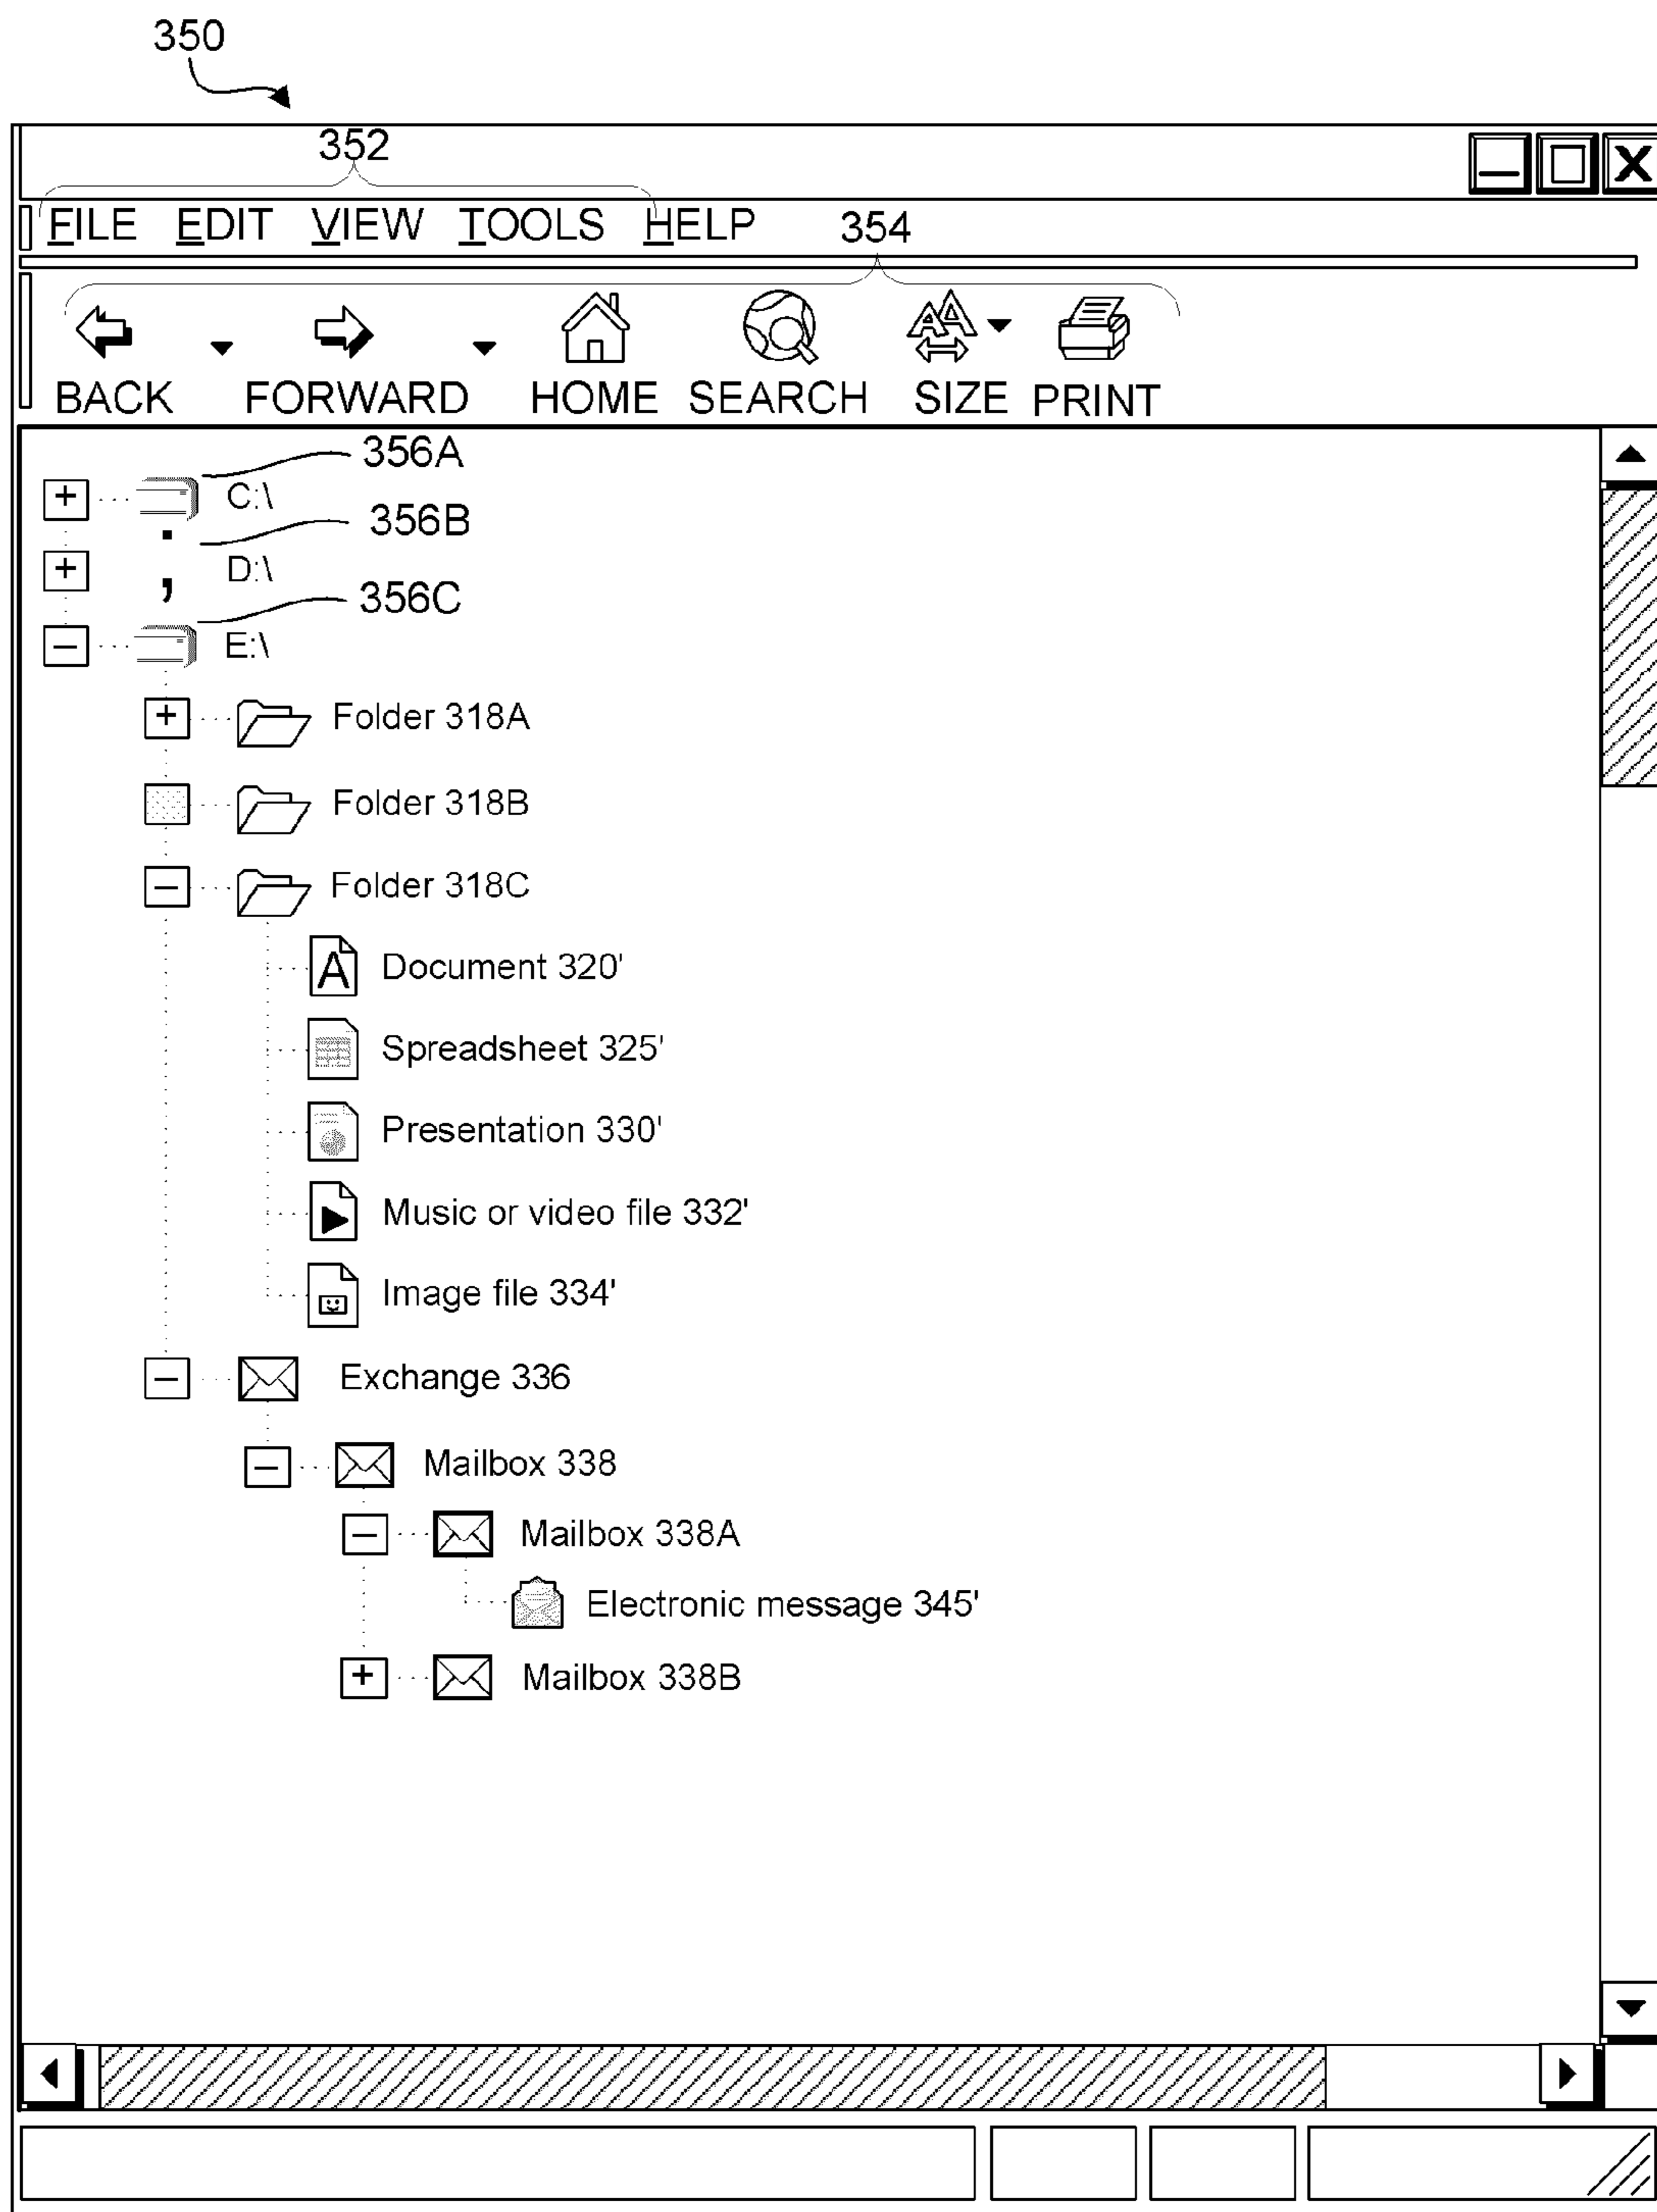 350
352
FILE EDIT VIEW TOOLS HELP 354
BACK FORWARD HOME SEARCH SIZE PRINT
356A
C:\
356B
D:\
356C
E:\
Folder 318A
Folder 318B
Folder 318C
A Document 320'
Spreadsheet 325'
Presentation 330'
Music or video file 332'
Image file 334'
Exchange 336
Mailbox 338
Mailbox 338A
Electronic message 345'
Mailbox 338B